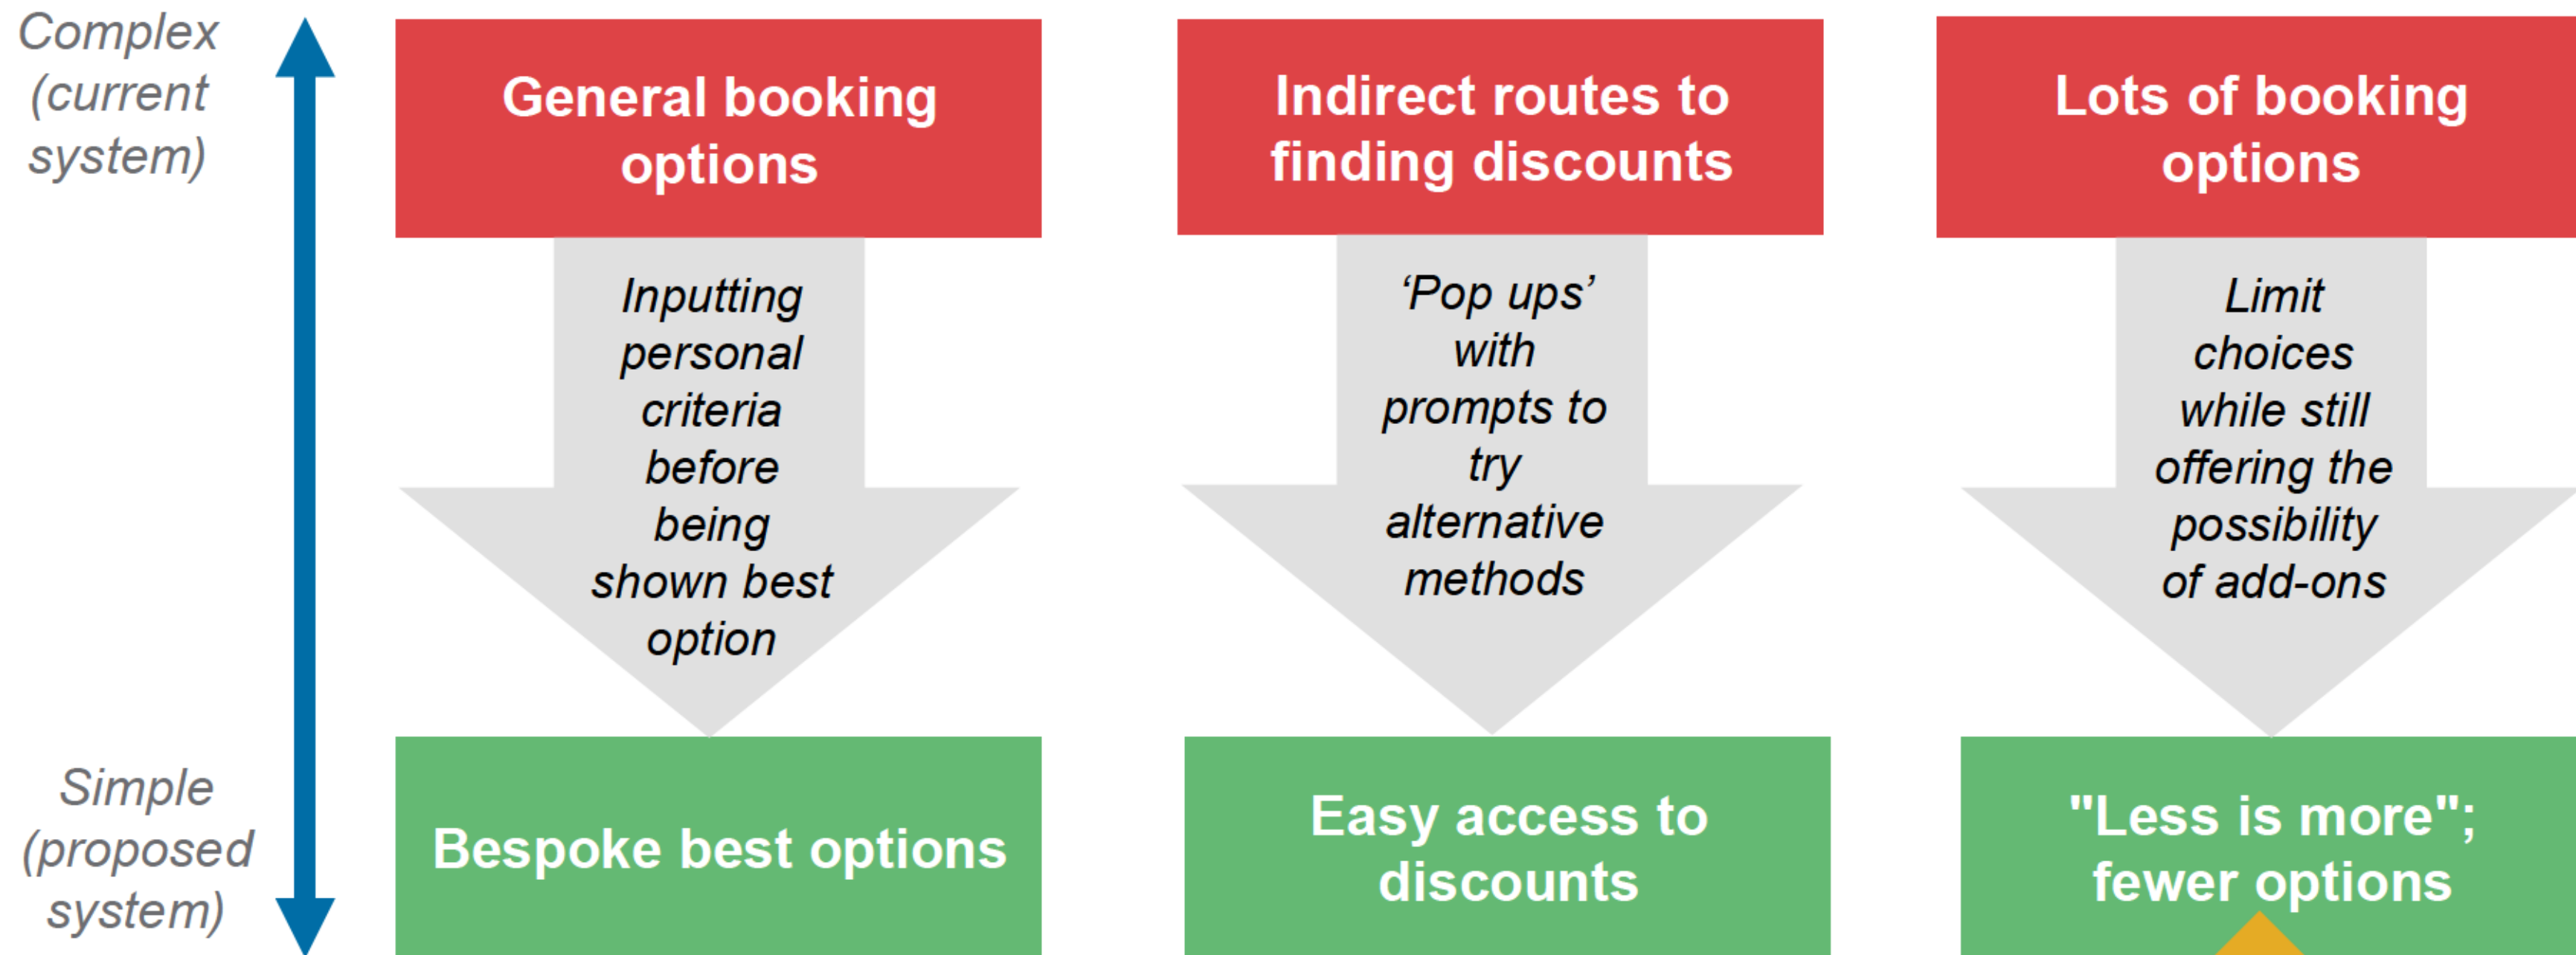 Complex
(current
system)
General booking
options
Indirect routes to
finding discounts
Lots of booking
options
Inputting
personal
criteria
before
being
shown best
option
‘Pop ups’
with
prompts to
try
alternative
methods
Limit
choices
while still
offering the
possibility
of add-ons
Simple
(proposed
system)
Bespoke best options
Easy access to
discounts
"Less is more";
fewer options